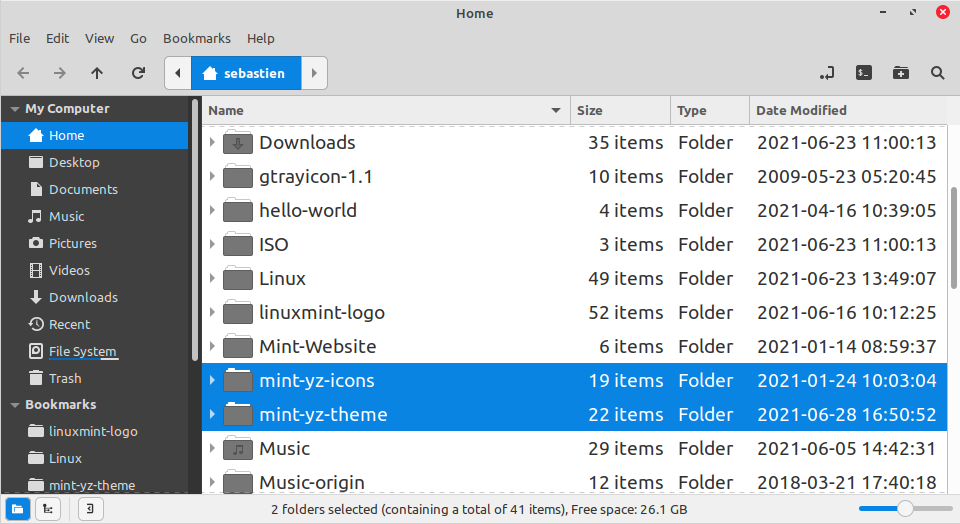 Home
File Edit View Go Bookmarks Help
sebastien
My Computer
Home
Desktop
Documents
Music
Pictures
Videos
Downloads
Recent
File System
Trash
Bookmarks
linuxmint-logo
Linux
mint-yz-theme
Name Size Type Date Modified
Downloads 35 items Folder 2021-06-23 11:00:13
gtrayicon-1.1 10 items Folder 2009-05-23 05:20:45
hello-world 4 items Folder 2021-04-16 10:39:05
ISO 3 items Folder 2021-06-23 11:00:13
Linux 49 items Folder 2021-06-23 13:49:07
linuxmint-logo 52 items Folder 2021-06-16 10:12:25
Mint-Website 6 items Folder 2021-01-14 08:59:37
mint-yz-icons 19 items Folder 2021-01-24 10:03:04
mint-yz-theme 22 items Folder 2021-06-28 16:50:52
Music 29 items Folder 2021-06-05 14:42:31
Music-origin 12 items Folder 2018-03-21 17:40:18
2 folders selected (containing a total of 41 items), Free space: 26.1 GB